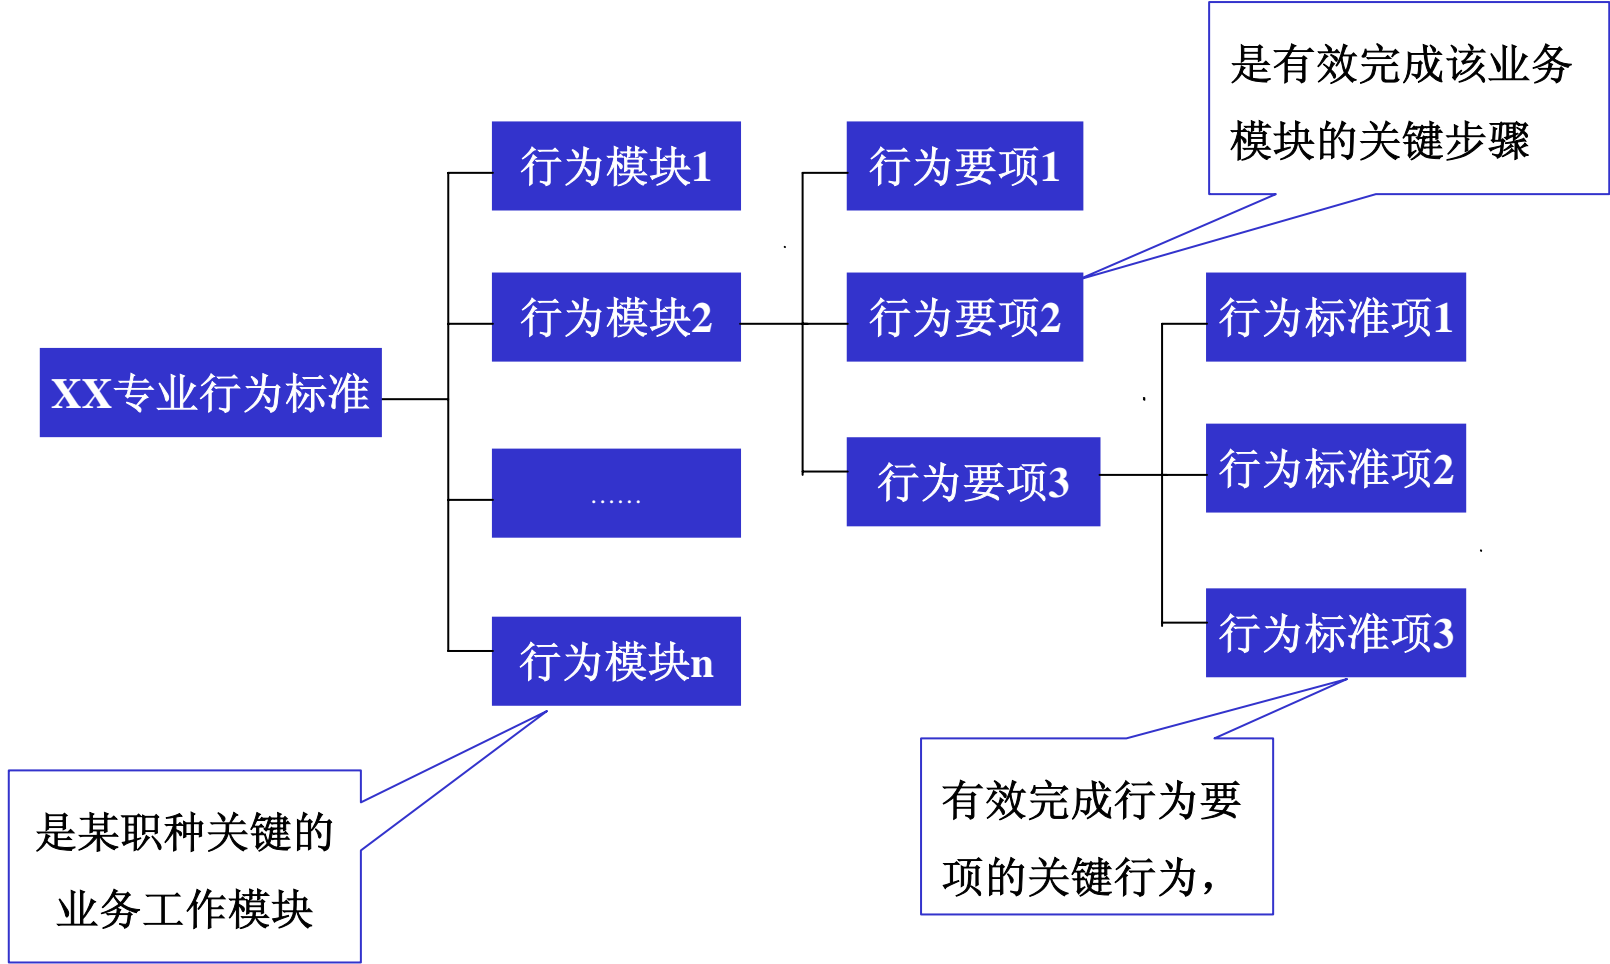 是有效完成该业务
模块的关键步骤
行为模块1
行为要项1
行为模块2
行为要项2
行为标准项1
XX专业行为标准
行为标准项2
……
行为要项3
行为模块n
行为标准项3
是某职种关键的
业务工作模块
有效完成行为要
项的关键行为，